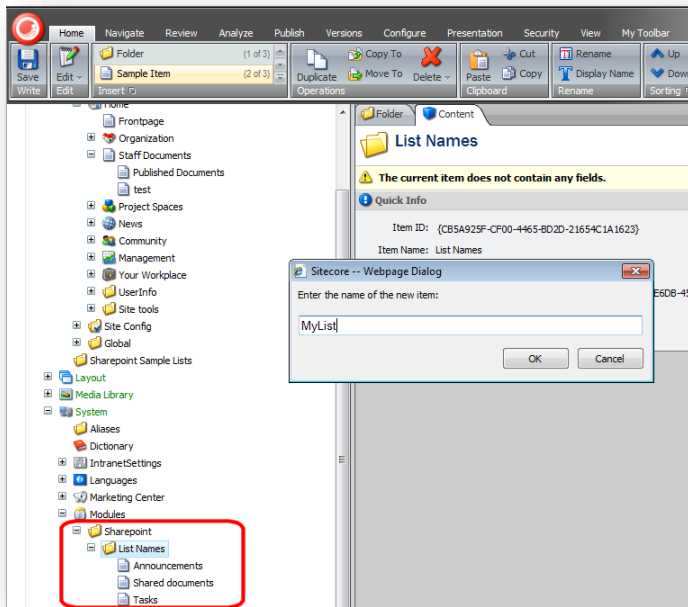 Home Navigate Review Analyze Publish Versions Configure Presentation Security View My Toolbar
Folder (1 of 3) Copy To Cut Rename Up
Sample Item (2 of 3) Move To Copy Display Name Down
Save Edit Duplicate Delete Paste
Write Edit Insert Operations Clipboard Rename Sorting
Home
Frontpage
Organization
Staff Documents
Published Documents
test
Project Spaces
News
Community
Management
Your Workplace
UserInfo
Site tools
Site Config
Global
Sharepoint Sample Lists
Layout
Media Library
System
Aliases
Dictionary
IntranetSettings
Languages
Marketing Center
Modules
Sharepoint
List Names
Announcements
Shared documents
Tasks
Folder Content
List Names
The current item does not contain any fields.
Quick Info
Item ID: {CB5A925F-CF00-4465-BD2D-21654C1A1623}
Item Name: List Names
Sitecore -- Webpage Dialog
Enter the name of the new item:
MyList
OK Cancel